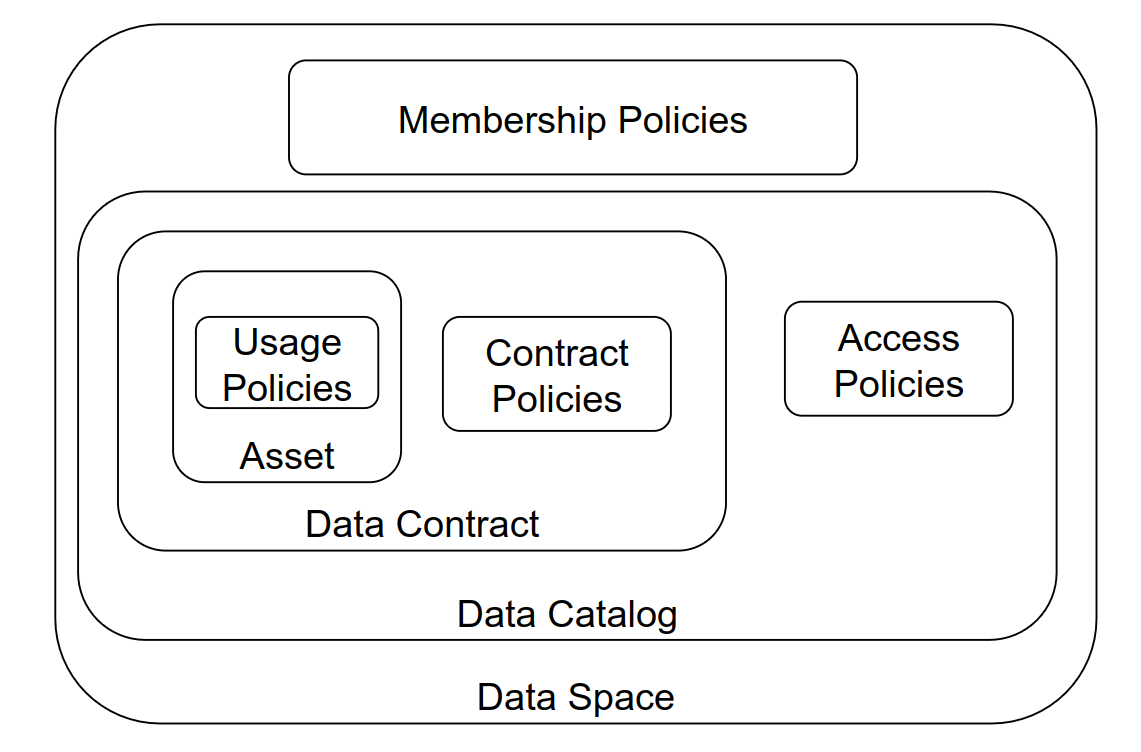 Membership Policies
Usage
Policies
Asset
Contract
Policies
Data Contract
Access
Policies
Data Catalog
Data Space